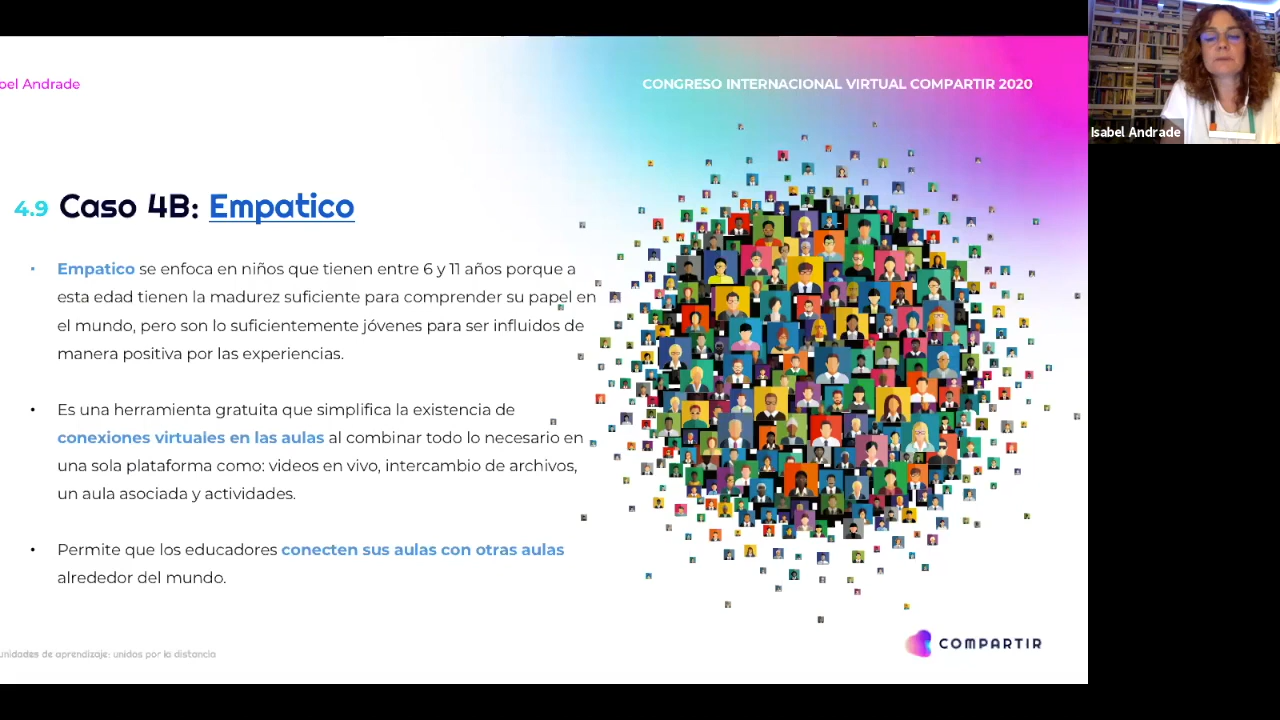 Isabel Andrade
CONGRESO INTERNACIONAL VIRTUAL COMPARTIR 2020
Isabel Andrade
4.9 Caso 4B: Empatico
• Empatico se enfoca en niños que tienen entre 6 y 11 años porque a
esta edad tienen la madurez suficiente para comprender su papel en
el mundo, pero son lo suficientemente jóvenes para ser influidos de
manera positiva por las experiencias.
• Es una herramienta gratuita que simplifica la existencia de
conexiones virtuales en las aulas al combinar todo lo necesario en
una sola plataforma como: videos en vivo, intercambio de archivos,
un aula asociada y actividades.
• Permite que los educadores conecten sus aulas con otras aulas
alrededor del mundo.
unidades de aprendizaje: unidos por la distancia
COMPARTIR